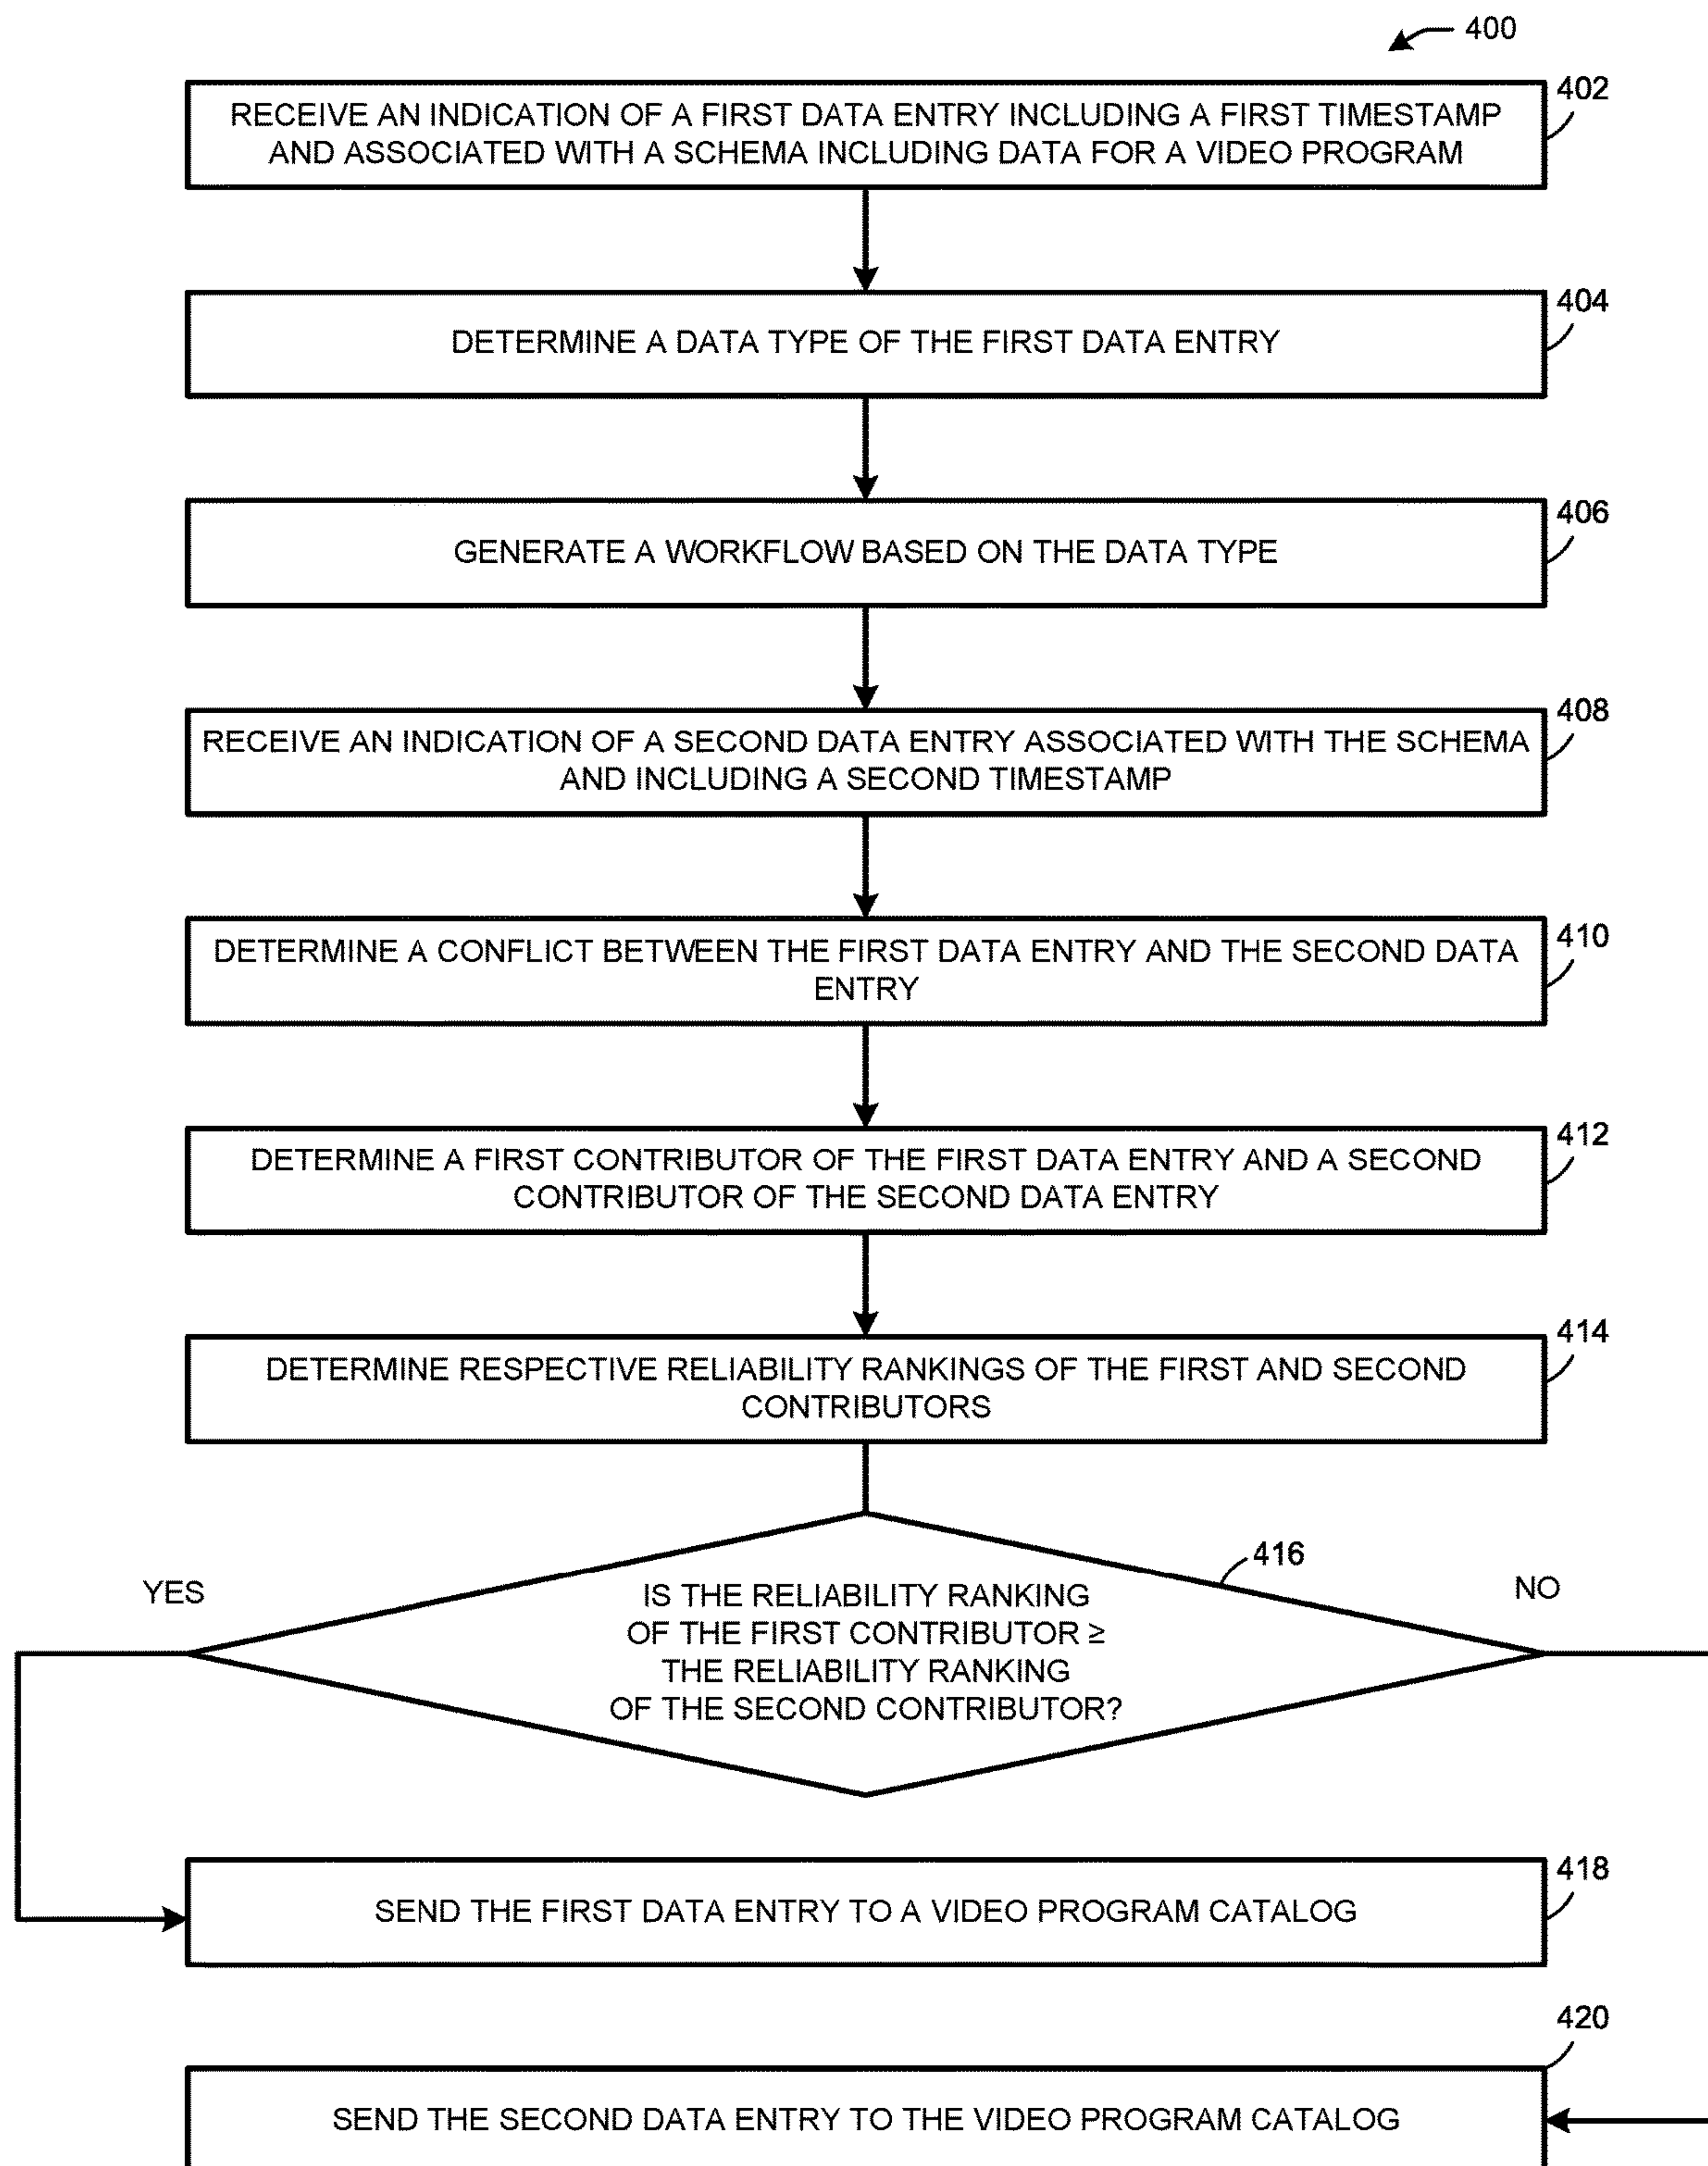 400
RECEIVE AN INDICATION OF A FIRST DATA ENTRY INCLUDING A FIRST TIMESTAMP
AND ASSOCIATED WITH A SCHEMA INCLUDING DATA FOR A VIDEO PROGRAM
402
DETERMINE A DATA TYPE OF THE FIRST DATA ENTRY
404
GENERATE A WORKFLOW BASED ON THE DATA TYPE
406
RECEIVE AN INDICATION OF A SECOND DATA ENTRY ASSOCIATED WITH THE SCHEMA
AND INCLUDING A SECOND TIMESTAMP
408
DETERMINE A CONFLICT BETWEEN THE FIRST DATA ENTRY AND THE SECOND DATA
ENTRY
410
DETERMINE A FIRST CONTRIBUTOR OF THE FIRST DATA ENTRY AND A SECOND
CONTRIBUTOR OF THE SECOND DATA ENTRY
412
DETERMINE RESPECTIVE RELIABILITY RANKINGS OF THE FIRST AND SECOND
CONTRIBUTORS
414
416
YES
IS THE RELIABILITY RANKING
OF THE FIRST CONTRIBUTOR ≥
THE RELIABILITY RANKING
OF THE SECOND CONTRIBUTOR?
NO
SEND THE FIRST DATA ENTRY TO A VIDEO PROGRAM CATALOG
418
SEND THE SECOND DATA ENTRY TO THE VIDEO PROGRAM CATALOG
420